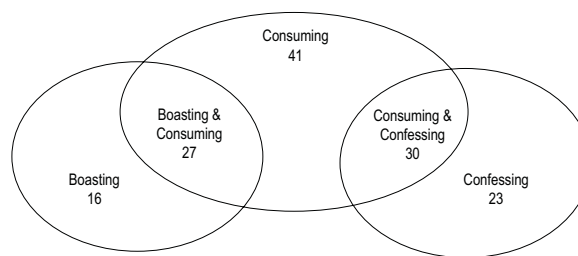 Consuming
41
Boasting &
Consuming
27
Consuming &
Confessing
30
Boasting
16
Confessing
23